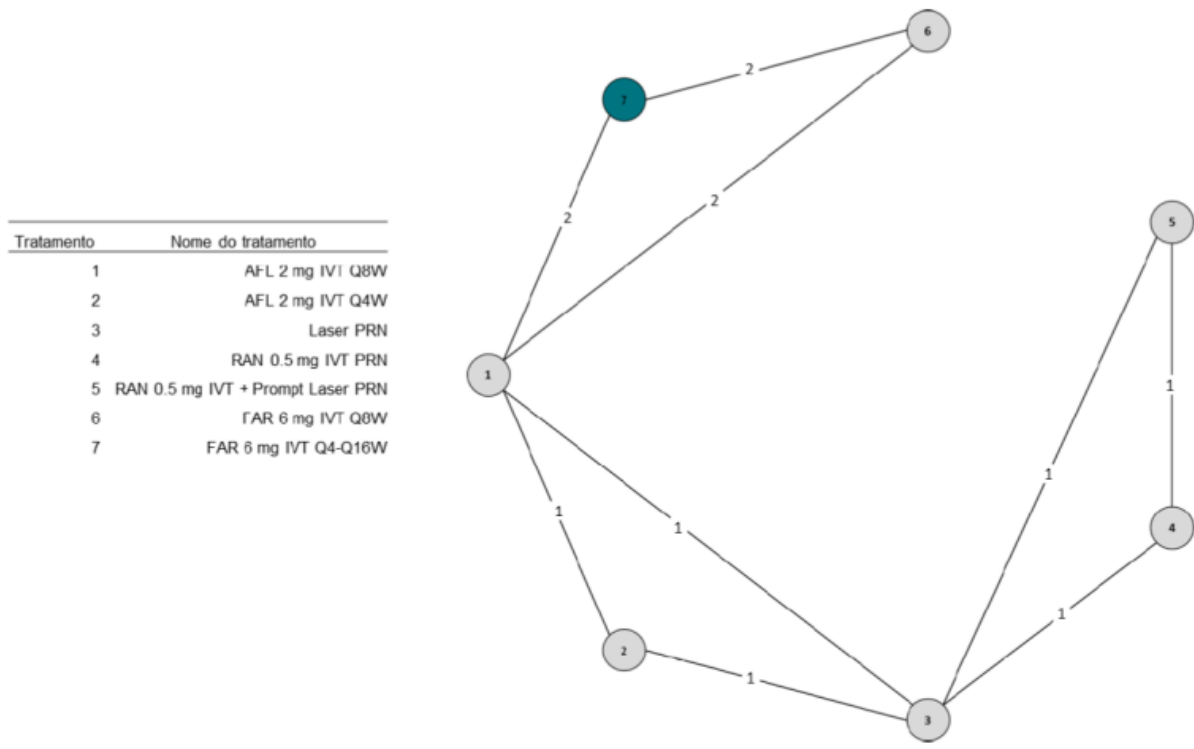 Tratamento Nome do tratamento
1 AFL 2 mg IVT Q8W
2 AFL 2 mg IVT Q4W
3 Laser PRN
4 RAN 0.5 mg IVT PRN
5 RAN 0.5 mg IVT + Prompt Laser PRN
6 FAR 6 mg IVT Q8W
7 FAR 6 mg IVT Q4-Q16W
6
2
7
2
2
5
1
1
1
1
1
4
1
2
1
3